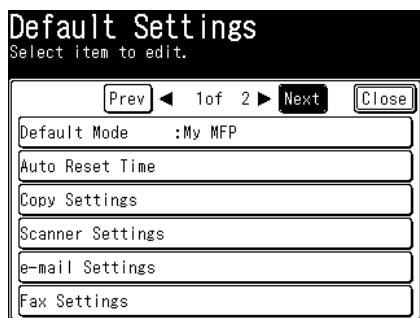 Default Settings
Select item to edit.
Prev ◀ 1of 2 ▶ Next Close
Default Mode :My MFP
Auto Reset Time
Copy Settings
Scanner Settings
e-mail Settings
Fax Settings